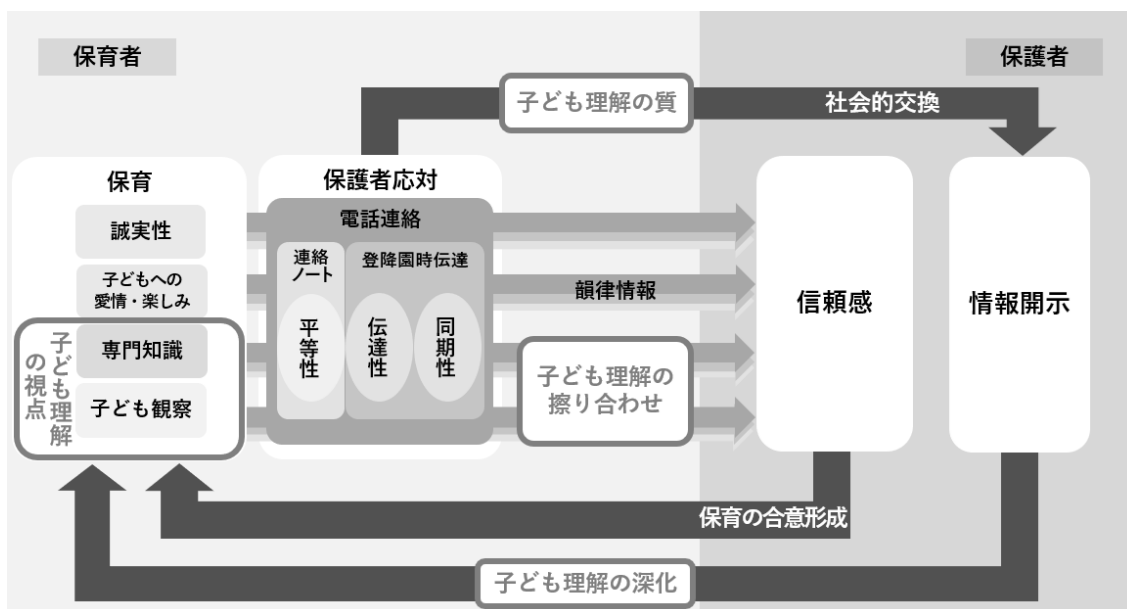 保育者
保護者
子ども理解の質
社会的交換
保育
誠実性
子どもへの
愛情・楽しみ
専門知識
子ども観察
子ども理解
の視点
保護者応対
電話連絡
連絡
ノート
登降園時伝達
平等性
伝達性
同期性
韻律情報
子ども理解の
擦り合わせ
信頼感
情報開示
保育の合意形成
子ども理解の深化